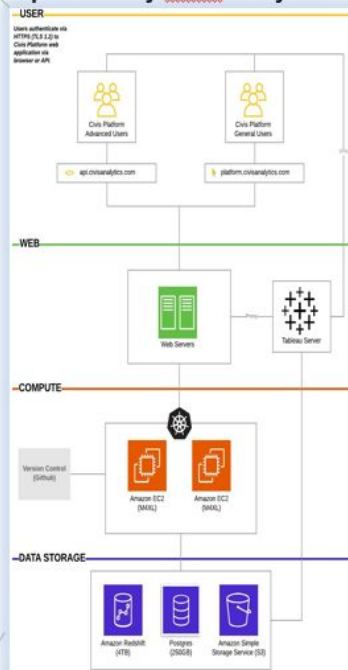 USER
Users authenticate via
HTTPS (TLS 1.2) to
Civis Platform web
application via
browser or API.
Civis Platform
Advanced Users
Civis Platform
General Users
api.civisanalytics.com
platform.civisanalytics.com
WEB
Web Servers
Proxy
Tableau Server
COMPUTE
Version Control
(Github)
Amazon EC2
(M4XL)
Amazon EC2
(M4XL)
DATA STORAGE
Amazon Redshift
(4TB)
Postgres
(250GB)
Amazon Simple
Storage Service (S3)